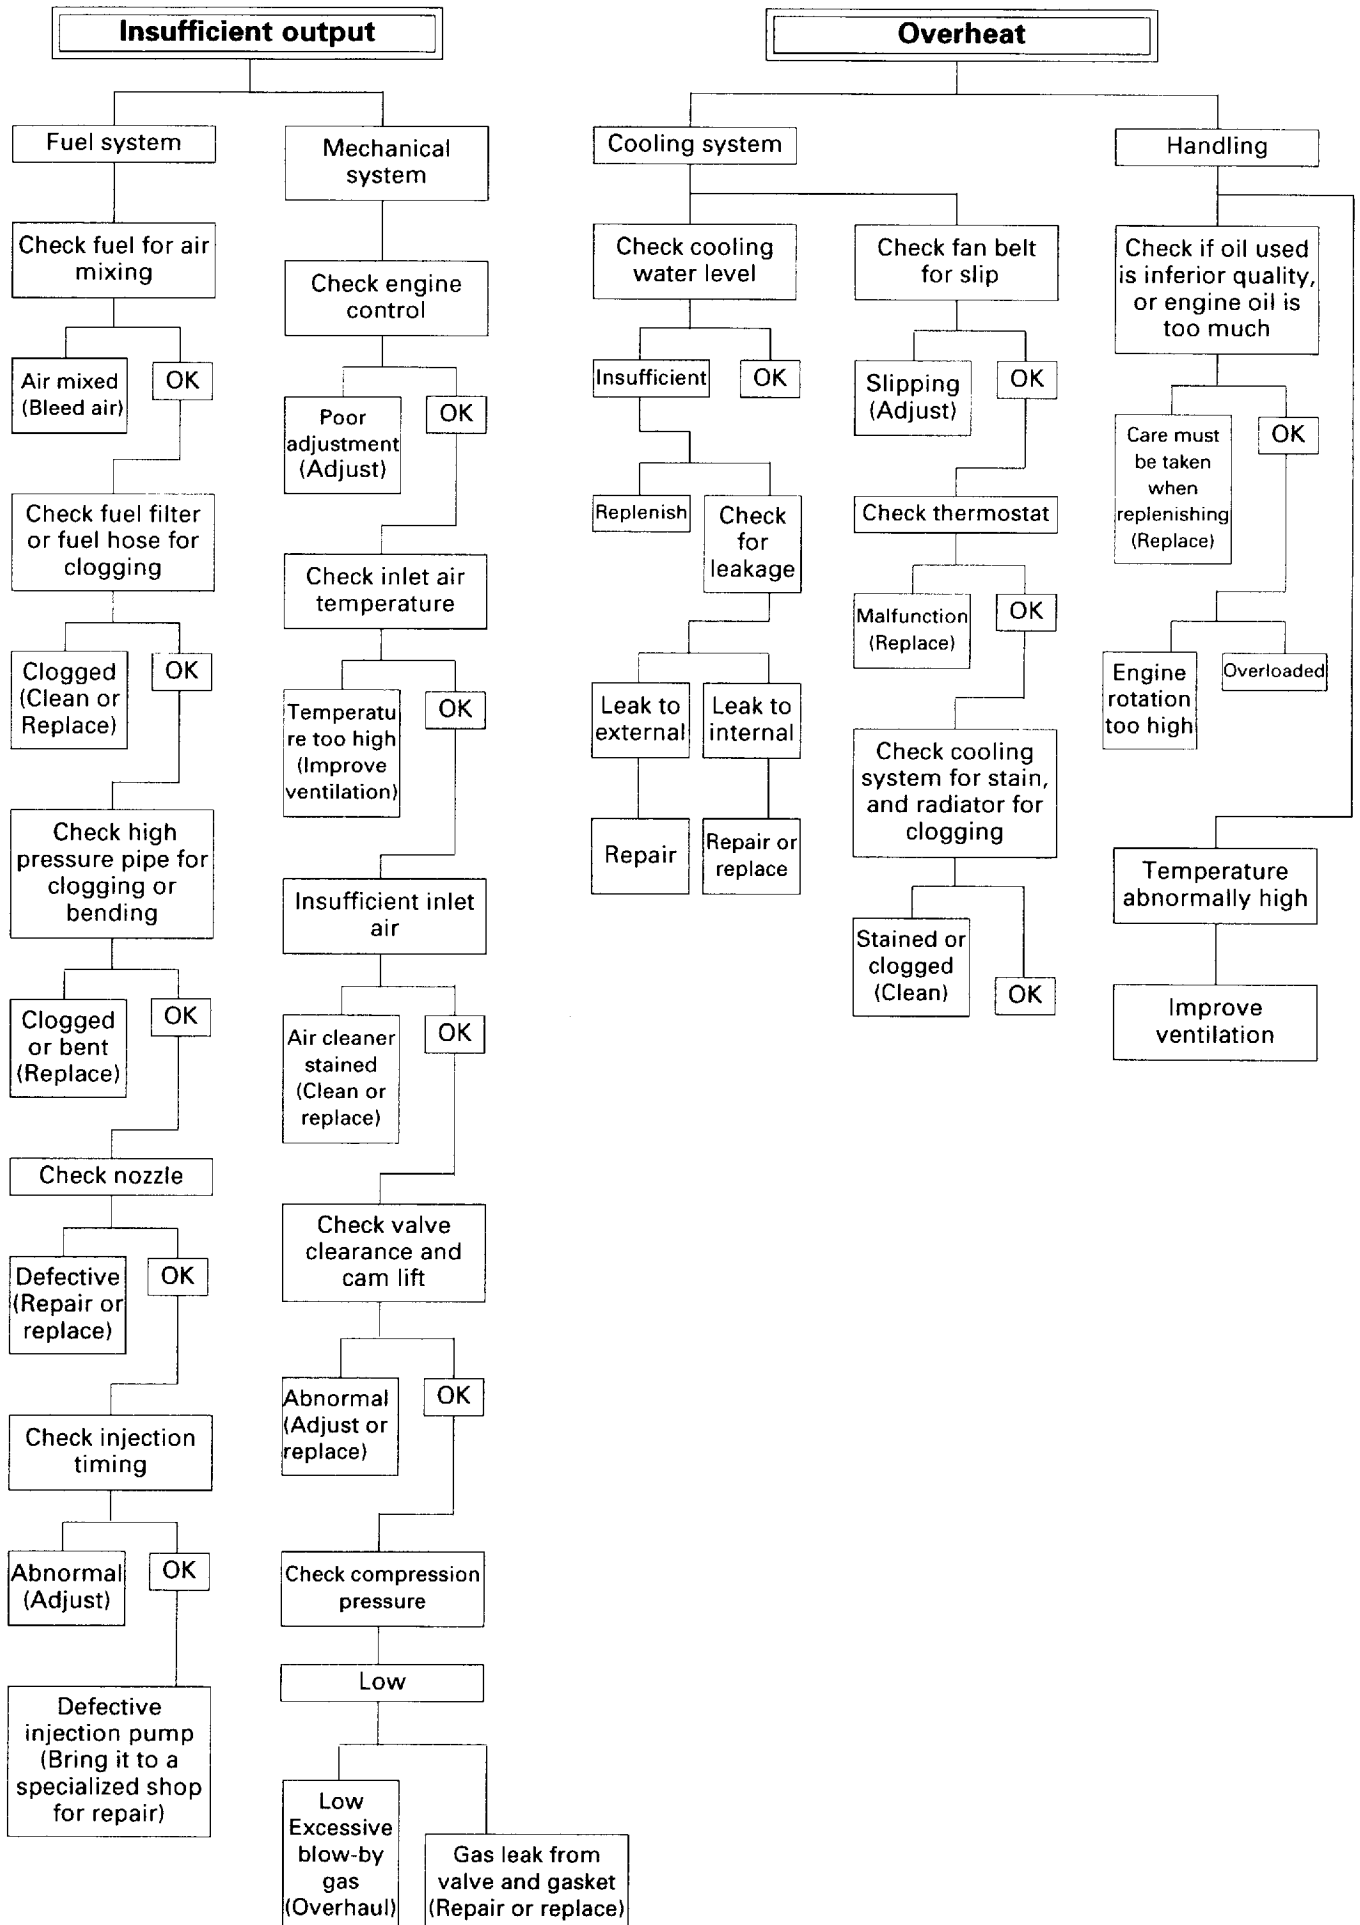 Insufficient output
Fuel system
Check fuel for air
mixing
Air mixed
(Bleed air)
OK
Check fuel filter
or fuel hose for
clogging
Clogged
(Clean or
Replace)
OK
Check high
pressure pipe for
clogging or
bending
Clogged
or bent
(Replace)
OK
Check nozzle
Defective
(Repair or
replace)
OK
Check injection
timing
Abnormal
(Adjust)
OK
Defective
injection pump
(Bring it to a
specialized shop
for repair)
Mechanical
system
Check engine
control
Poor
adjustment
(Adjust)
OK
Check inlet air
temperature
Temperatu
re too high
(Improve
ventilation)
OK
Insufficient inlet
air
Air cleaner
stained
(Clean or
replace)
OK
Check valve
clearance and
cam lift
Abnormal
(Adjust or
replace)
OK
Check compression
pressure
Low
Low
Excessive
blow-by
gas
(Overhaul)
Gas leak from
valve and gasket
(Repair or replace)
Overheat
Cooling system
Check cooling
water level
Insufficient
OK
Replenish
Check
for
leakage
Leak to
external
Leak to
internal
Repair
Repair or
replace
Check fan belt
for slip
Slipping
(Adjust)
OK
Check thermostat
Malfunction
(Replace)
OK
Check cooling
system for stain,
and radiator for
clogging
Stained or
clogged
(Clean)
OK
Handling
Check if oil used
is inferior quality,
or engine oil is
too much
Care must
be taken
when
replenishing
(Replace)
OK
Engine
rotation
too high
Overloaded
Temperature
abnormally high
Improve
ventilation